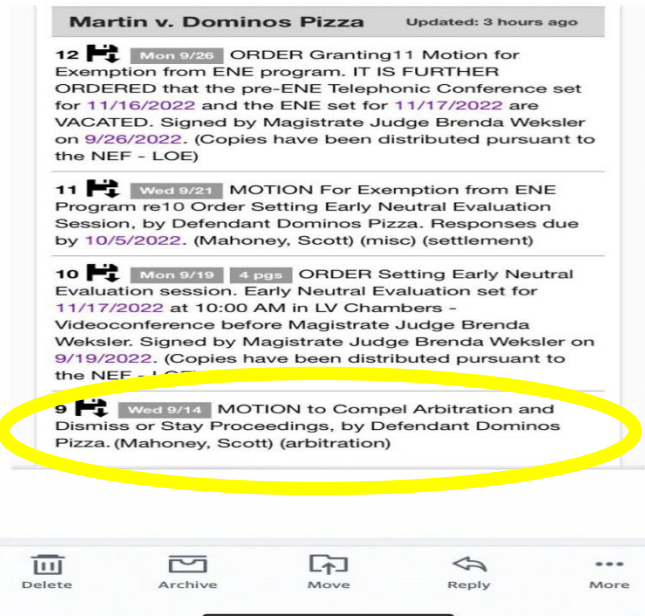 Martin v. Dominos Pizza Updated: 3 hours ago
12 Mon 9/26 ORDER Granting11 Motion for
Exemption from ENE program. IT IS FURTHER
ORDERED that the pre-ENE Telephonic Conference set
for 11/16/2022 and the ENE set for 11/17/2022 are
VACATED. Signed by Magistrate Judge Brenda Weksler
on 9/26/2022. (Copies have been distributed pursuant to
the NEF - LOE)
11 Wed 9/21 MOTION For Exemption from ENE
Program re10 Order Setting Early Neutral Evaluation
Session, by Defendant Dominos Pizza. Responses due
by 10/5/2022. (Mahoney, Scott) (misc) (settlement)
10 Mon 9/19 4 pgs ORDER Setting Early Neutral
Evaluation session. Early Neutral Evaluation set for
11/17/2022 at 10:00 AM in LV Chambers -
Videoconference before Magistrate Judge Brenda
Weksler. Signed by Magistrate Judge Brenda Weksler on
9/19/2022. (Copies have been distributed pursuant to
the NEF - LOE)
9 Wed 9/14 MOTION to Compel Arbitration and
Dismiss or Stay Proceedings, by Defendant Dominos
Pizza. (Mahoney, Scott) (arbitration)
Delete Archive Move Reply More